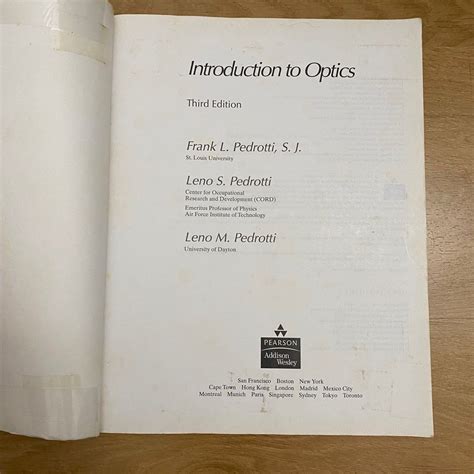 Introduction to Optics
Third Edition
Frank L. Pedrotti, S. J.
St. Louis University
Leno S. Pedrotti
Center for Occupational
Research and Development (CORD)
Emeritus Professor of Physics
Air Force Institute of Technology
Leno M. Pedrotti
University of Dayton
PEARSON
Addison
Wesley
San Francisco Boston New York
Cape Town Hong Kong London Madrid Mexico City
Montreal Munich Paris Singapore Sydney Tokyo Toronto